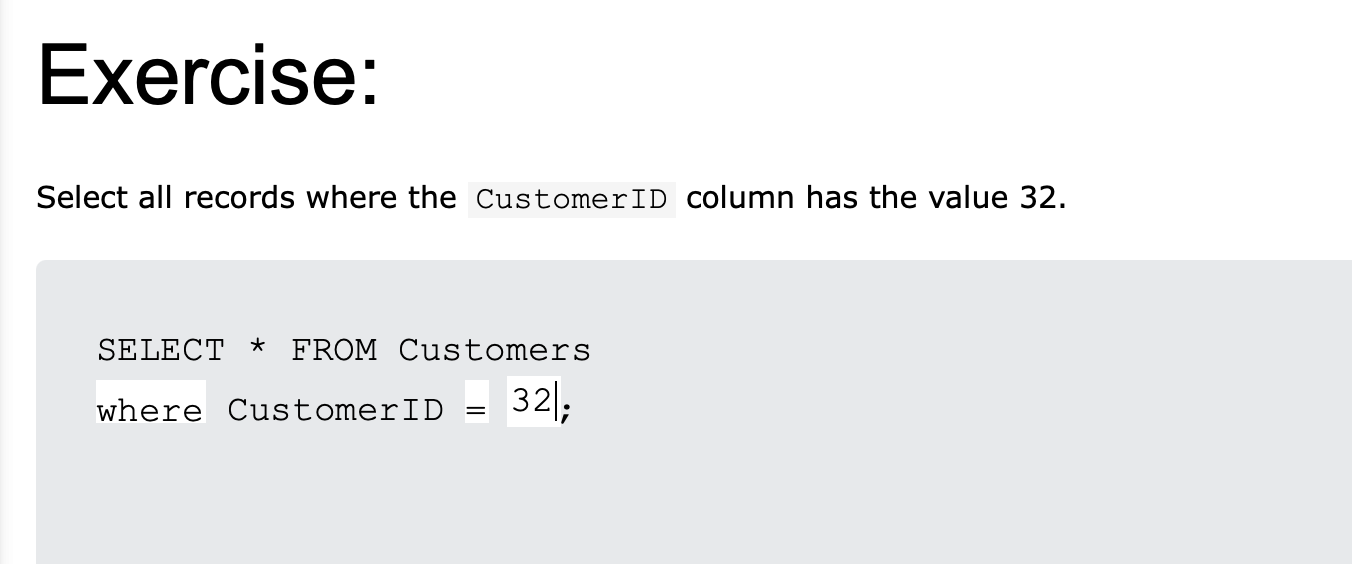 Exercise:
Select all records where the CustomerID column has the value 32.
SELECT * FROM Customers
where CustomerID = 32;